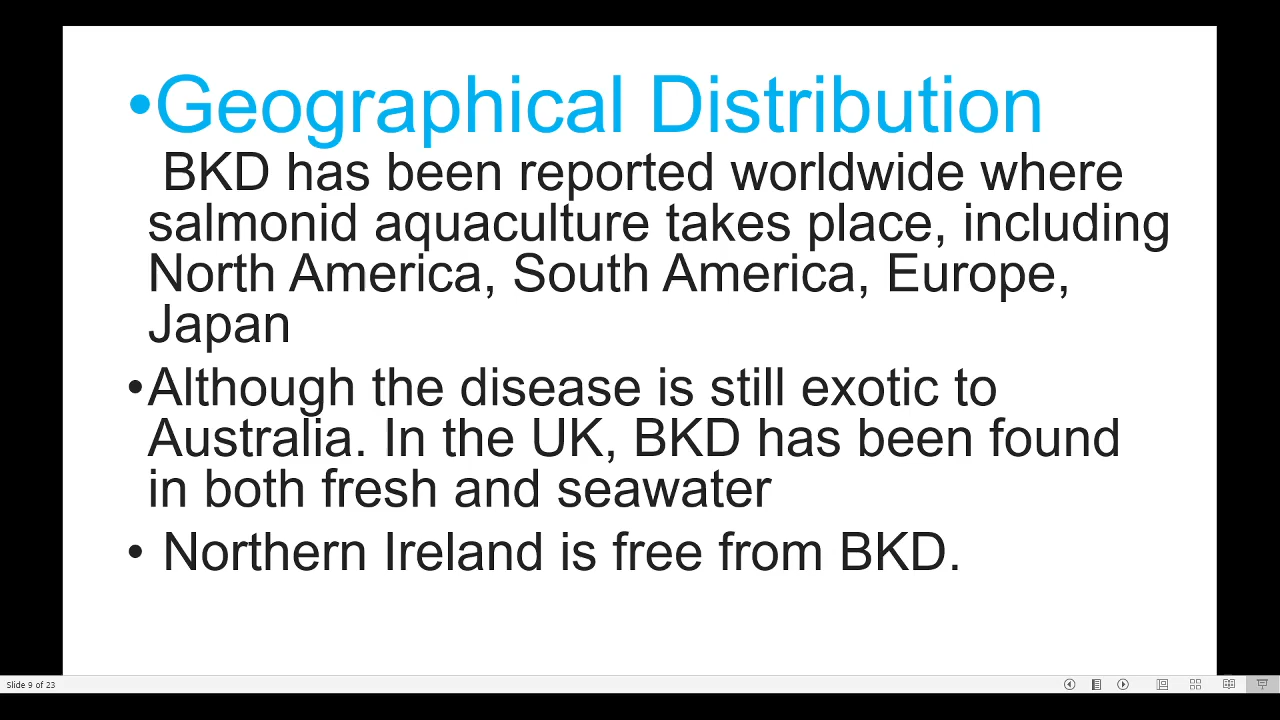 •Geographical Distribution
BKD has been reported worldwide where
salmonid aquaculture takes place, including
North America, South America, Europe,
Japan
•Although the disease is still exotic to
Australia. In the UK, BKD has been found
in both fresh and seawater
• Northern Ireland is free from BKD.
Slide 9 of 23